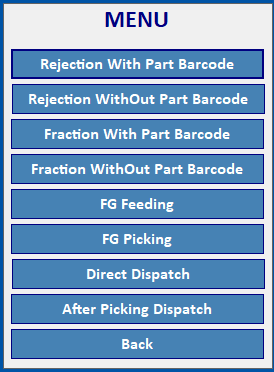 MENU
Rejection With Part Barcode
Rejection WithOut Part Barcode
Fraction With Part Barcode
Fraction WithOut Part Barcode
FG Feeding
FG Picking
Direct Dispatch
After Picking Dispatch
Back